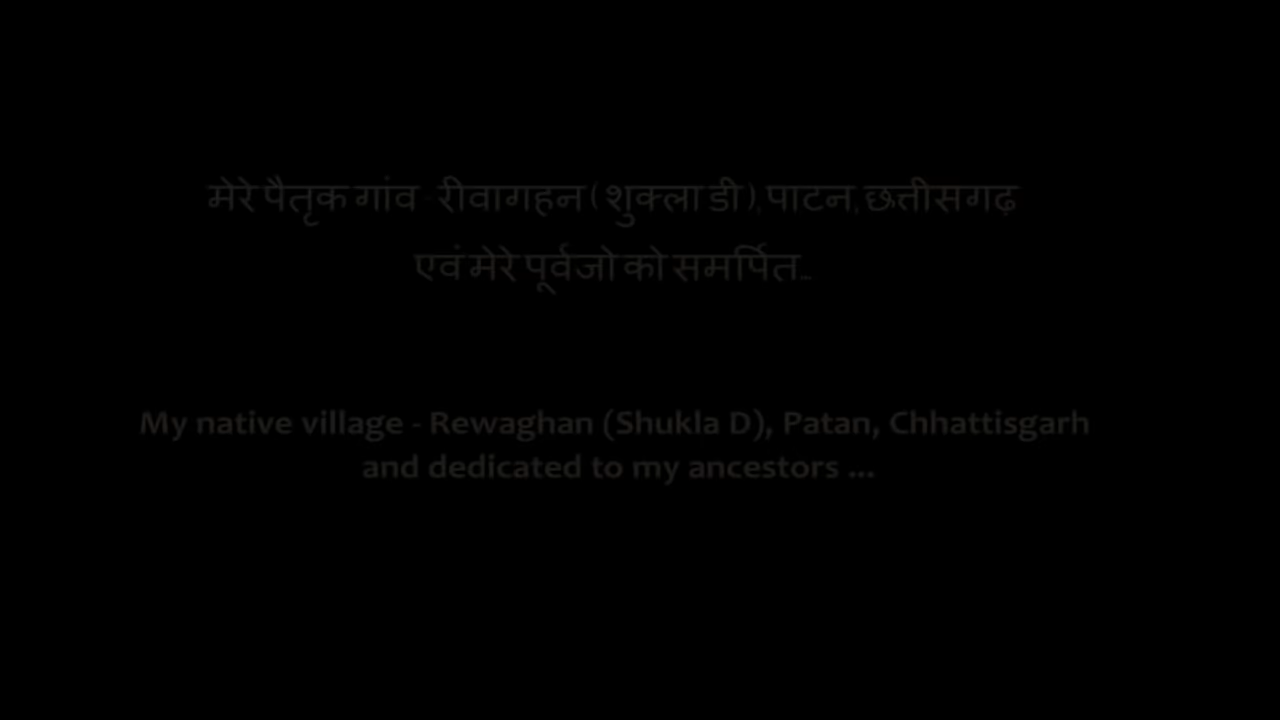 मेरे पैतृक गांव - रीवागहन ( शुक्ला डी ), पाटन, छत्तीसगढ़
एवं मेरे पूर्वजो को समर्पित...
My native village - Rewaghan (Shukla D), Patan, Chhattisgarh
and dedicated to my ancestors ...